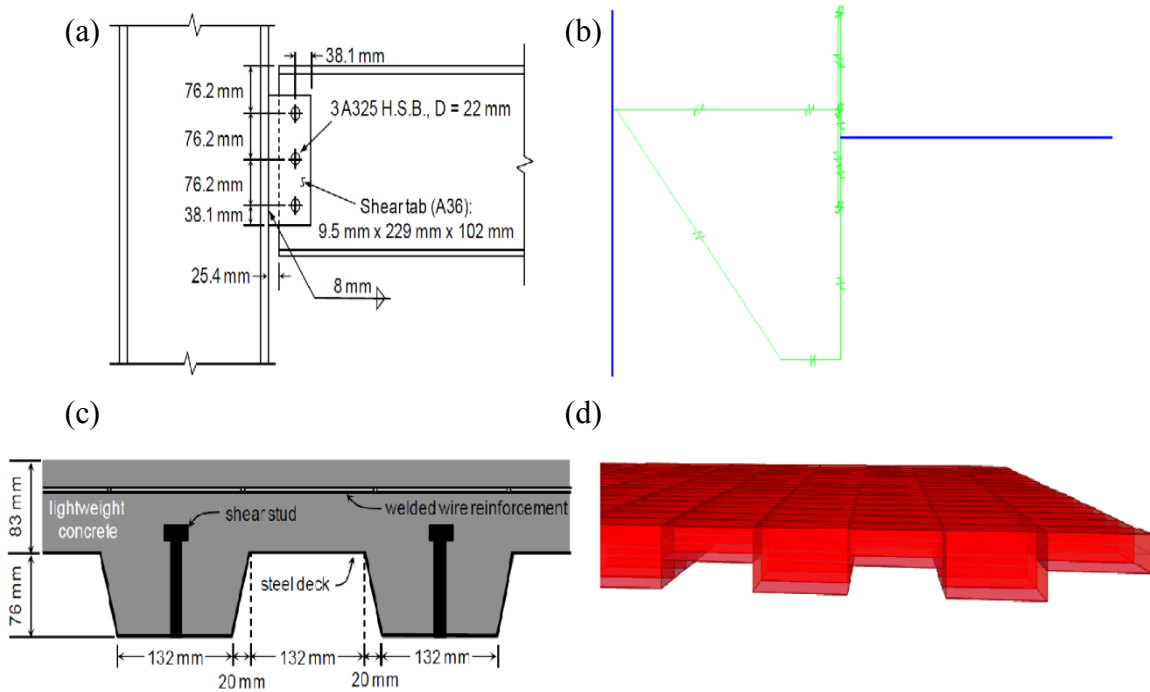 (a)
38.1 mm
76.2 mm
3 A325 H.S.B., D = 22 mm
76.2 mm
76.2 mm
38.1 mm
Shear tab (A36):
9.5 mm x 229 mm x 102 mm
25.4 mm
8 mm
(b)
(c)
83 mm
lightweight
concrete
shear stud
welded wire reinforcement
76 mm
steel deck
132 mm
132 mm
132 mm
20 mm
20 mm
(d)